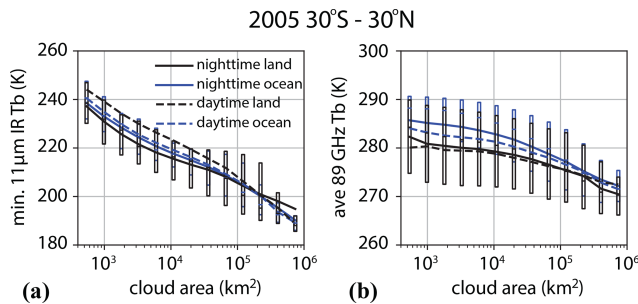 2005 30°S - 30°N
min. 11μm IR Tb (K)
260
240
220
200
180
nighttime land
nighttime ocean
daytime land
daytime ocean
10³ 10⁴ 10⁵ 10⁶
(a) cloud area (km²)
ave 89 GHz Tb (K)
300
290
280
270
260
10³ 10⁴ 10⁵ 10⁶
(b) cloud area (km²)